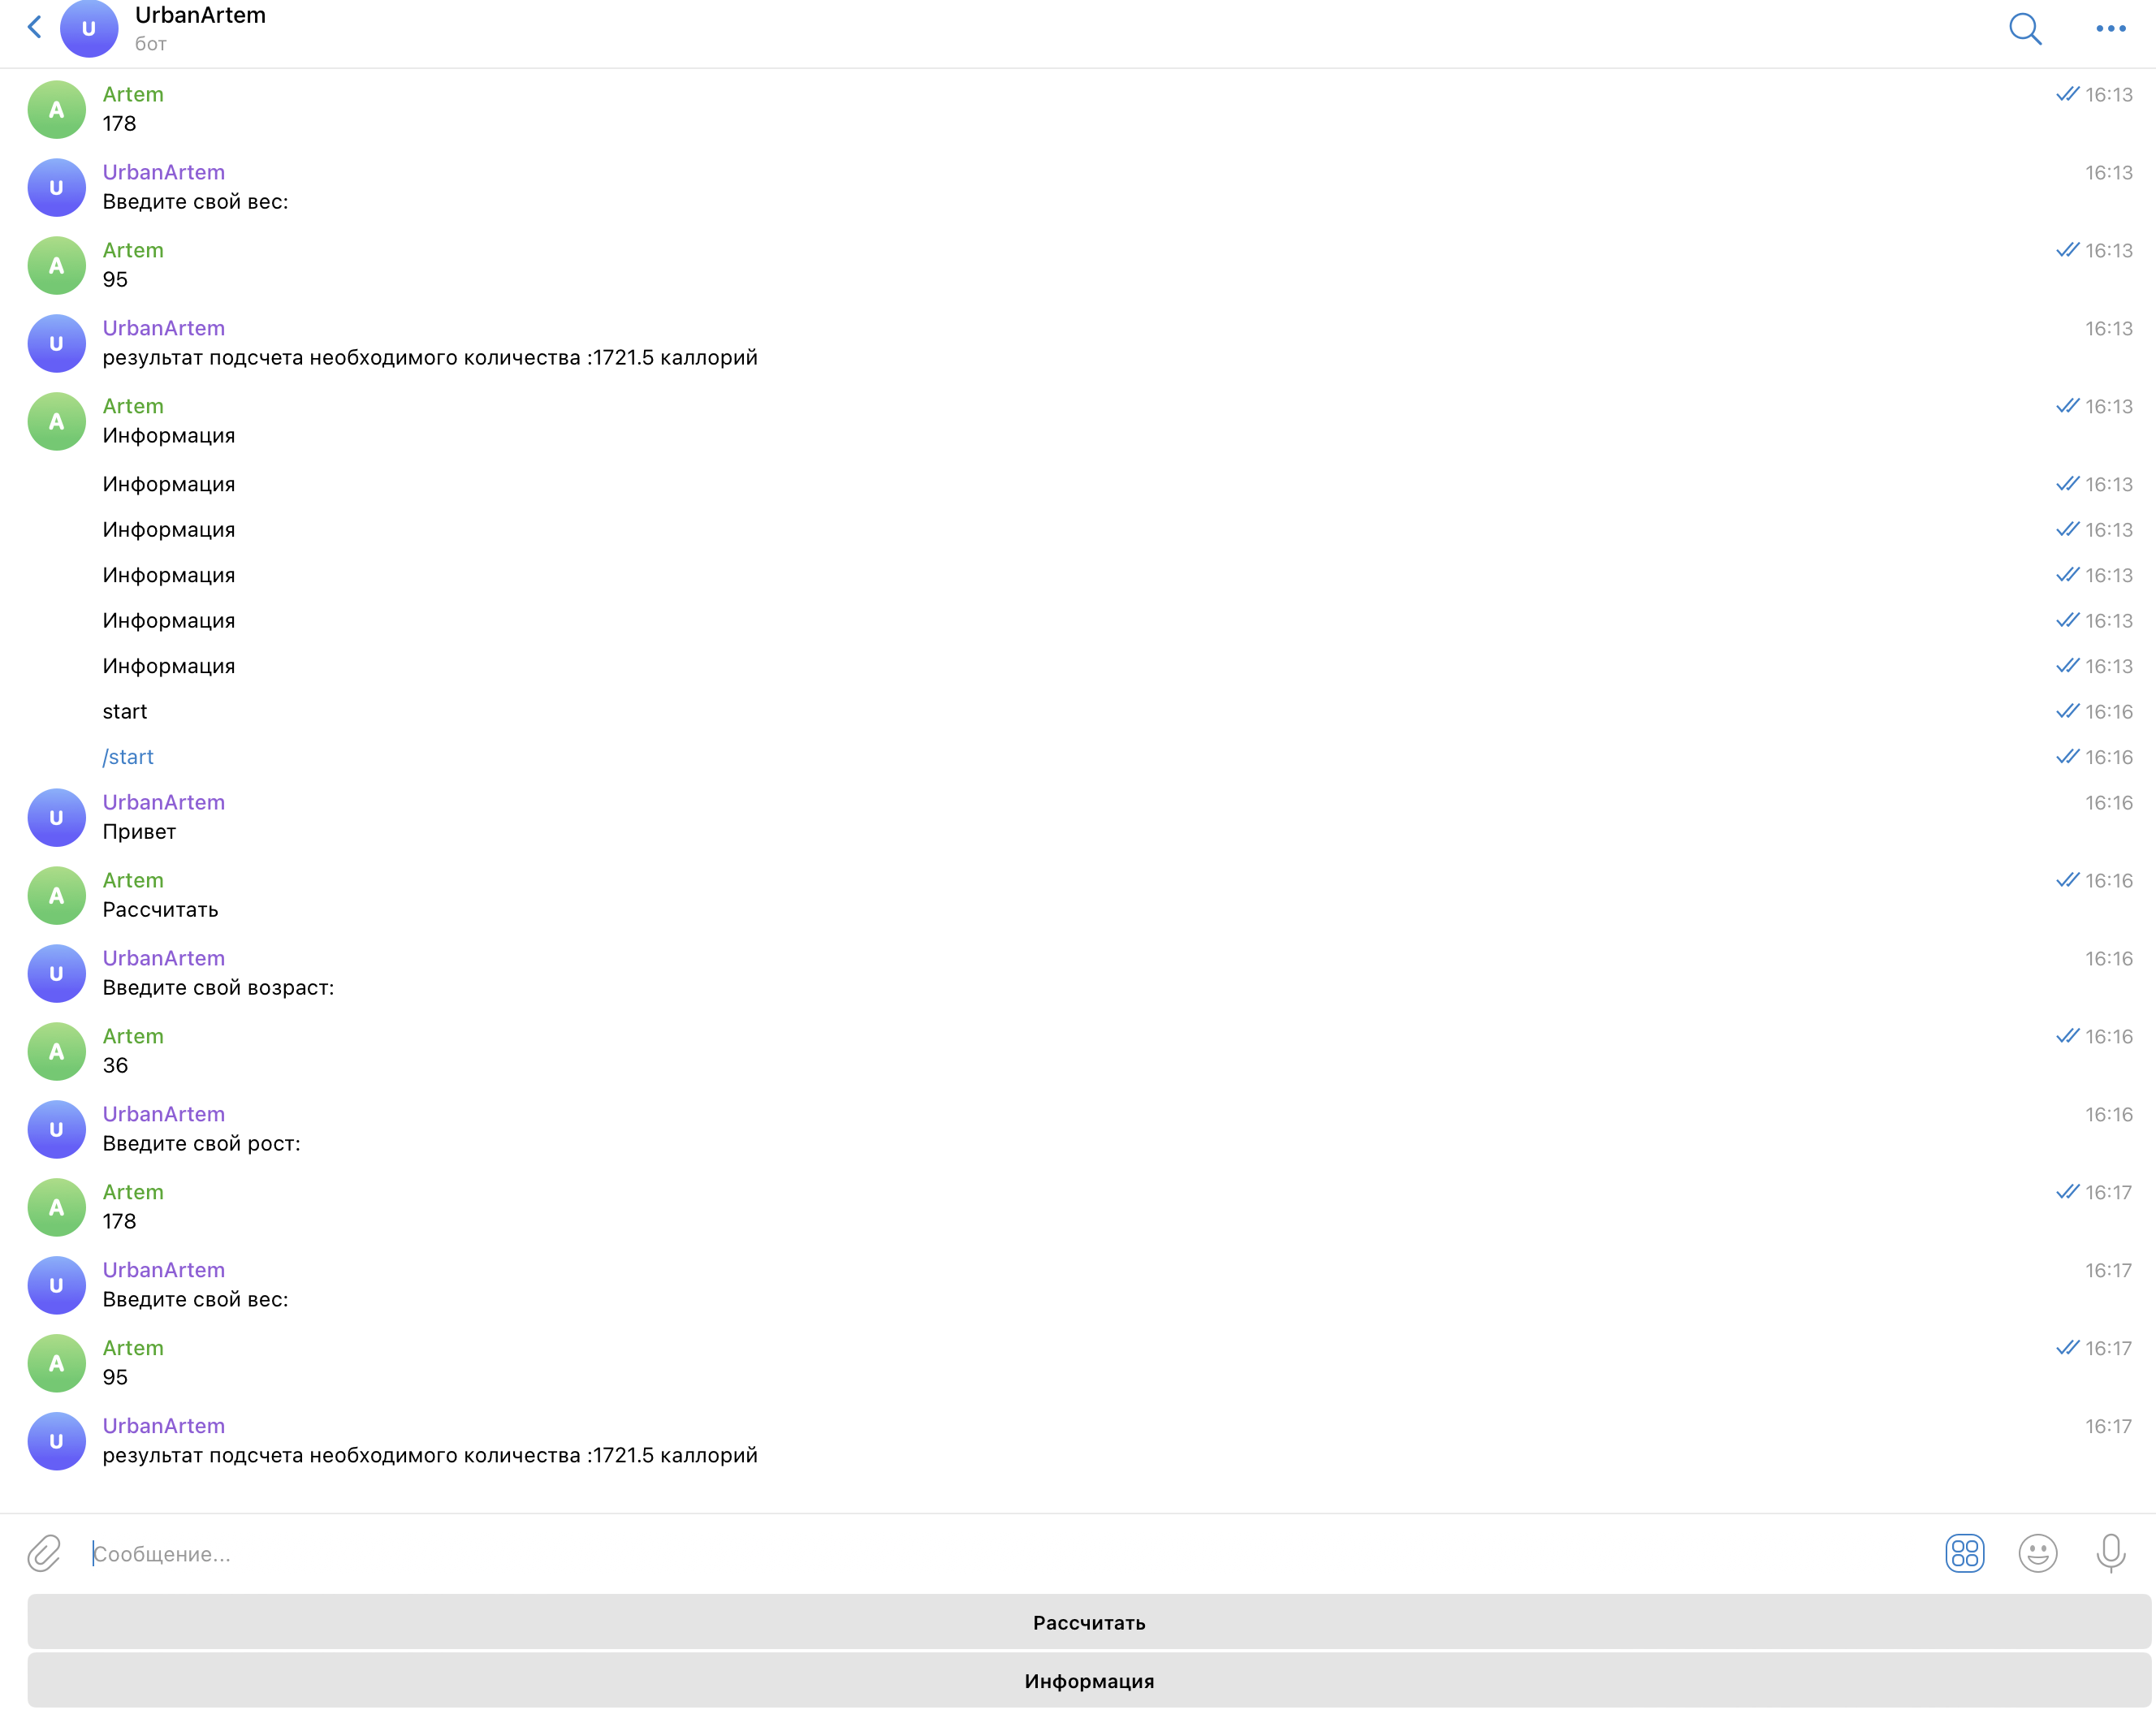 UrbanArtem
бот
U
Artem
16:13
A
178
UrbanArtem
16:13
U
Введите свой вес:
Artem
16:13
A
95
UrbanArtem
16:13
U
результат подсчета необходимого количества :1721.5 каллорий
Artem
16:13
A
Информация
Информация
16:13
Информация
16:13
Информация
16:13
Информация
16:13
Информация
16:13
start
16:16
/start
16:16
UrbanArtem
16:16
U
Привет
Artem
16:16
A
Рассчитать
UrbanArtem
16:16
U
Введите свой возраст:
Artem
16:16
A
36
UrbanArtem
16:16
U
Введите свой рост:
Artem
16:17
A
178
UrbanArtem
16:17
U
Введите свой вес:
Artem
16:17
A
95
UrbanArtem
16:17
U
результат подсчета необходимого количества :1721.5 каллорий
Сообщение...
Рассчитать
Информация